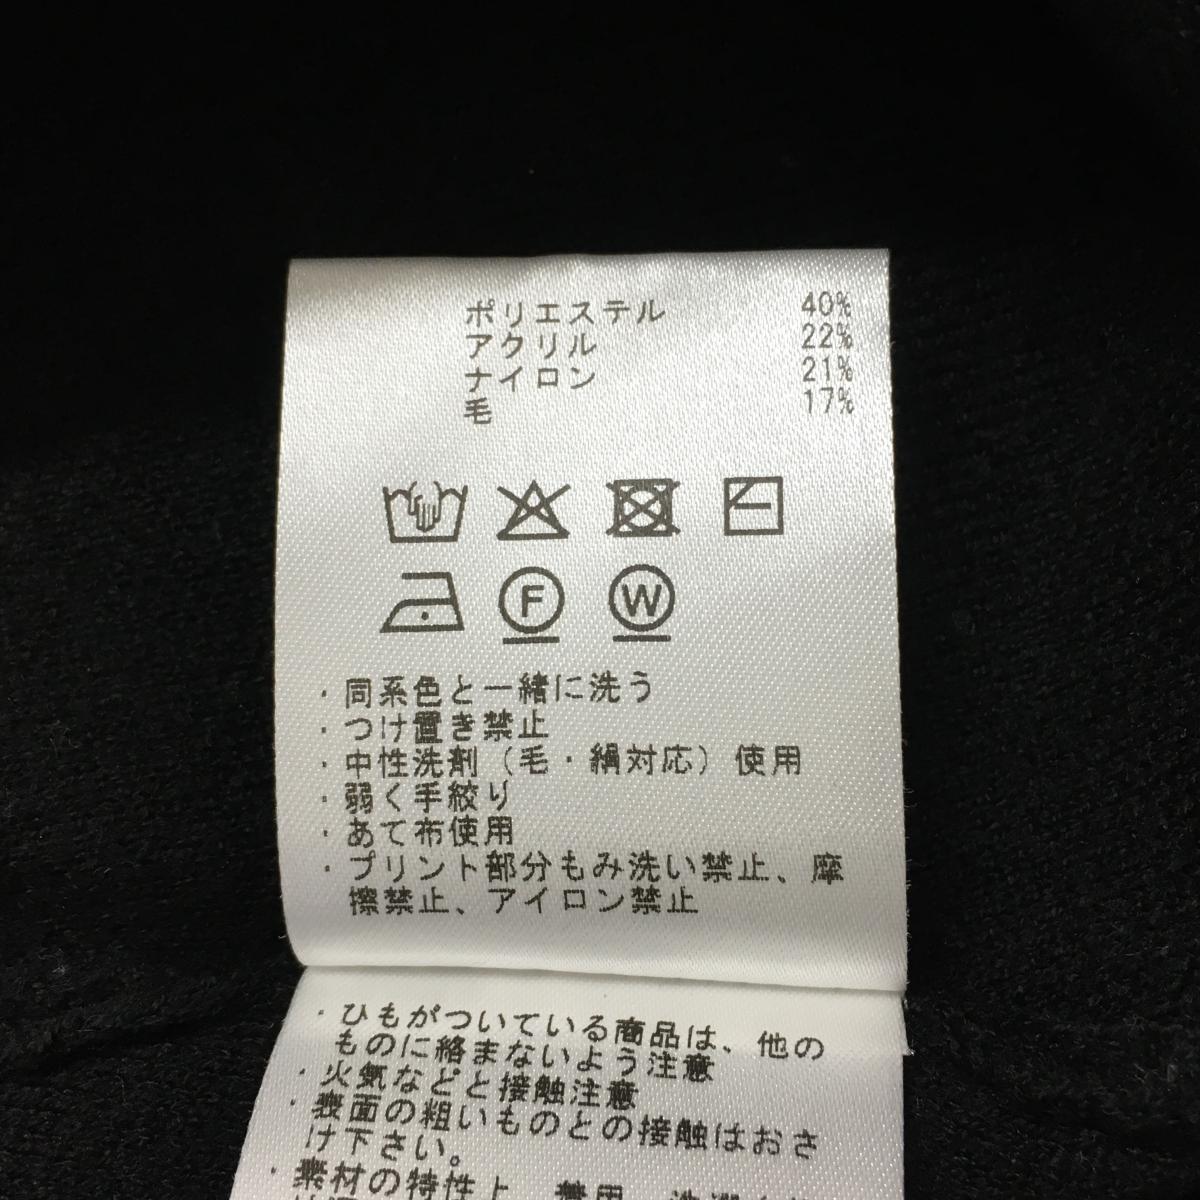 ポリエステル 40%
アクリル 22%
ナイロン 21%
毛 17%
F W
・同系色と一緒に洗う
・つけ置き禁止
・中性洗剤（毛・絹対応）使用
・弱く手絞り
・あて布使用
・プリント部分もみ洗い禁止、摩
擦禁止、アイロン禁止
・ひもがついている商品は、他の
ものに絡まないよう注意
・火気などと接触注意
・表面の粗いものとの接触はおさ
け下さい。
・素材の特性上、着用、洗濯